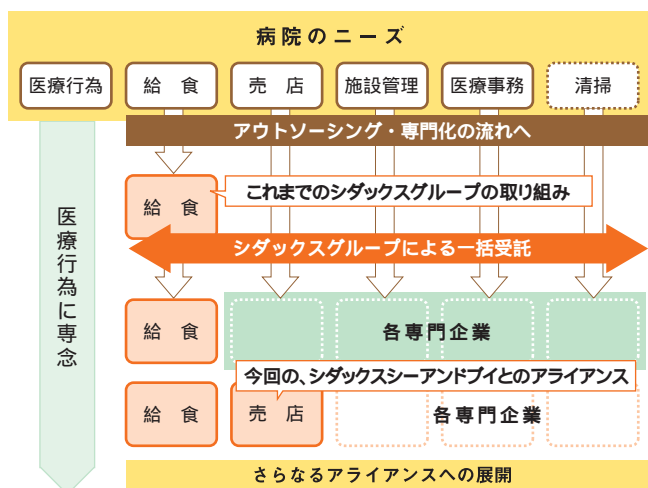 病院のニーズ
医療行為 給食 売店 施設管理 医療事務 清掃
アウトソーシング・専門化の流れへ
これまでのシダックスグループの取り組み
給食
シダックスグループによる一括受託
医療行為に専念
給食 各専門企業
今回の、シダックスシーアンドブイとのアライアンス
給食 売店 各専門企業
さらなるアライアンスへの展開